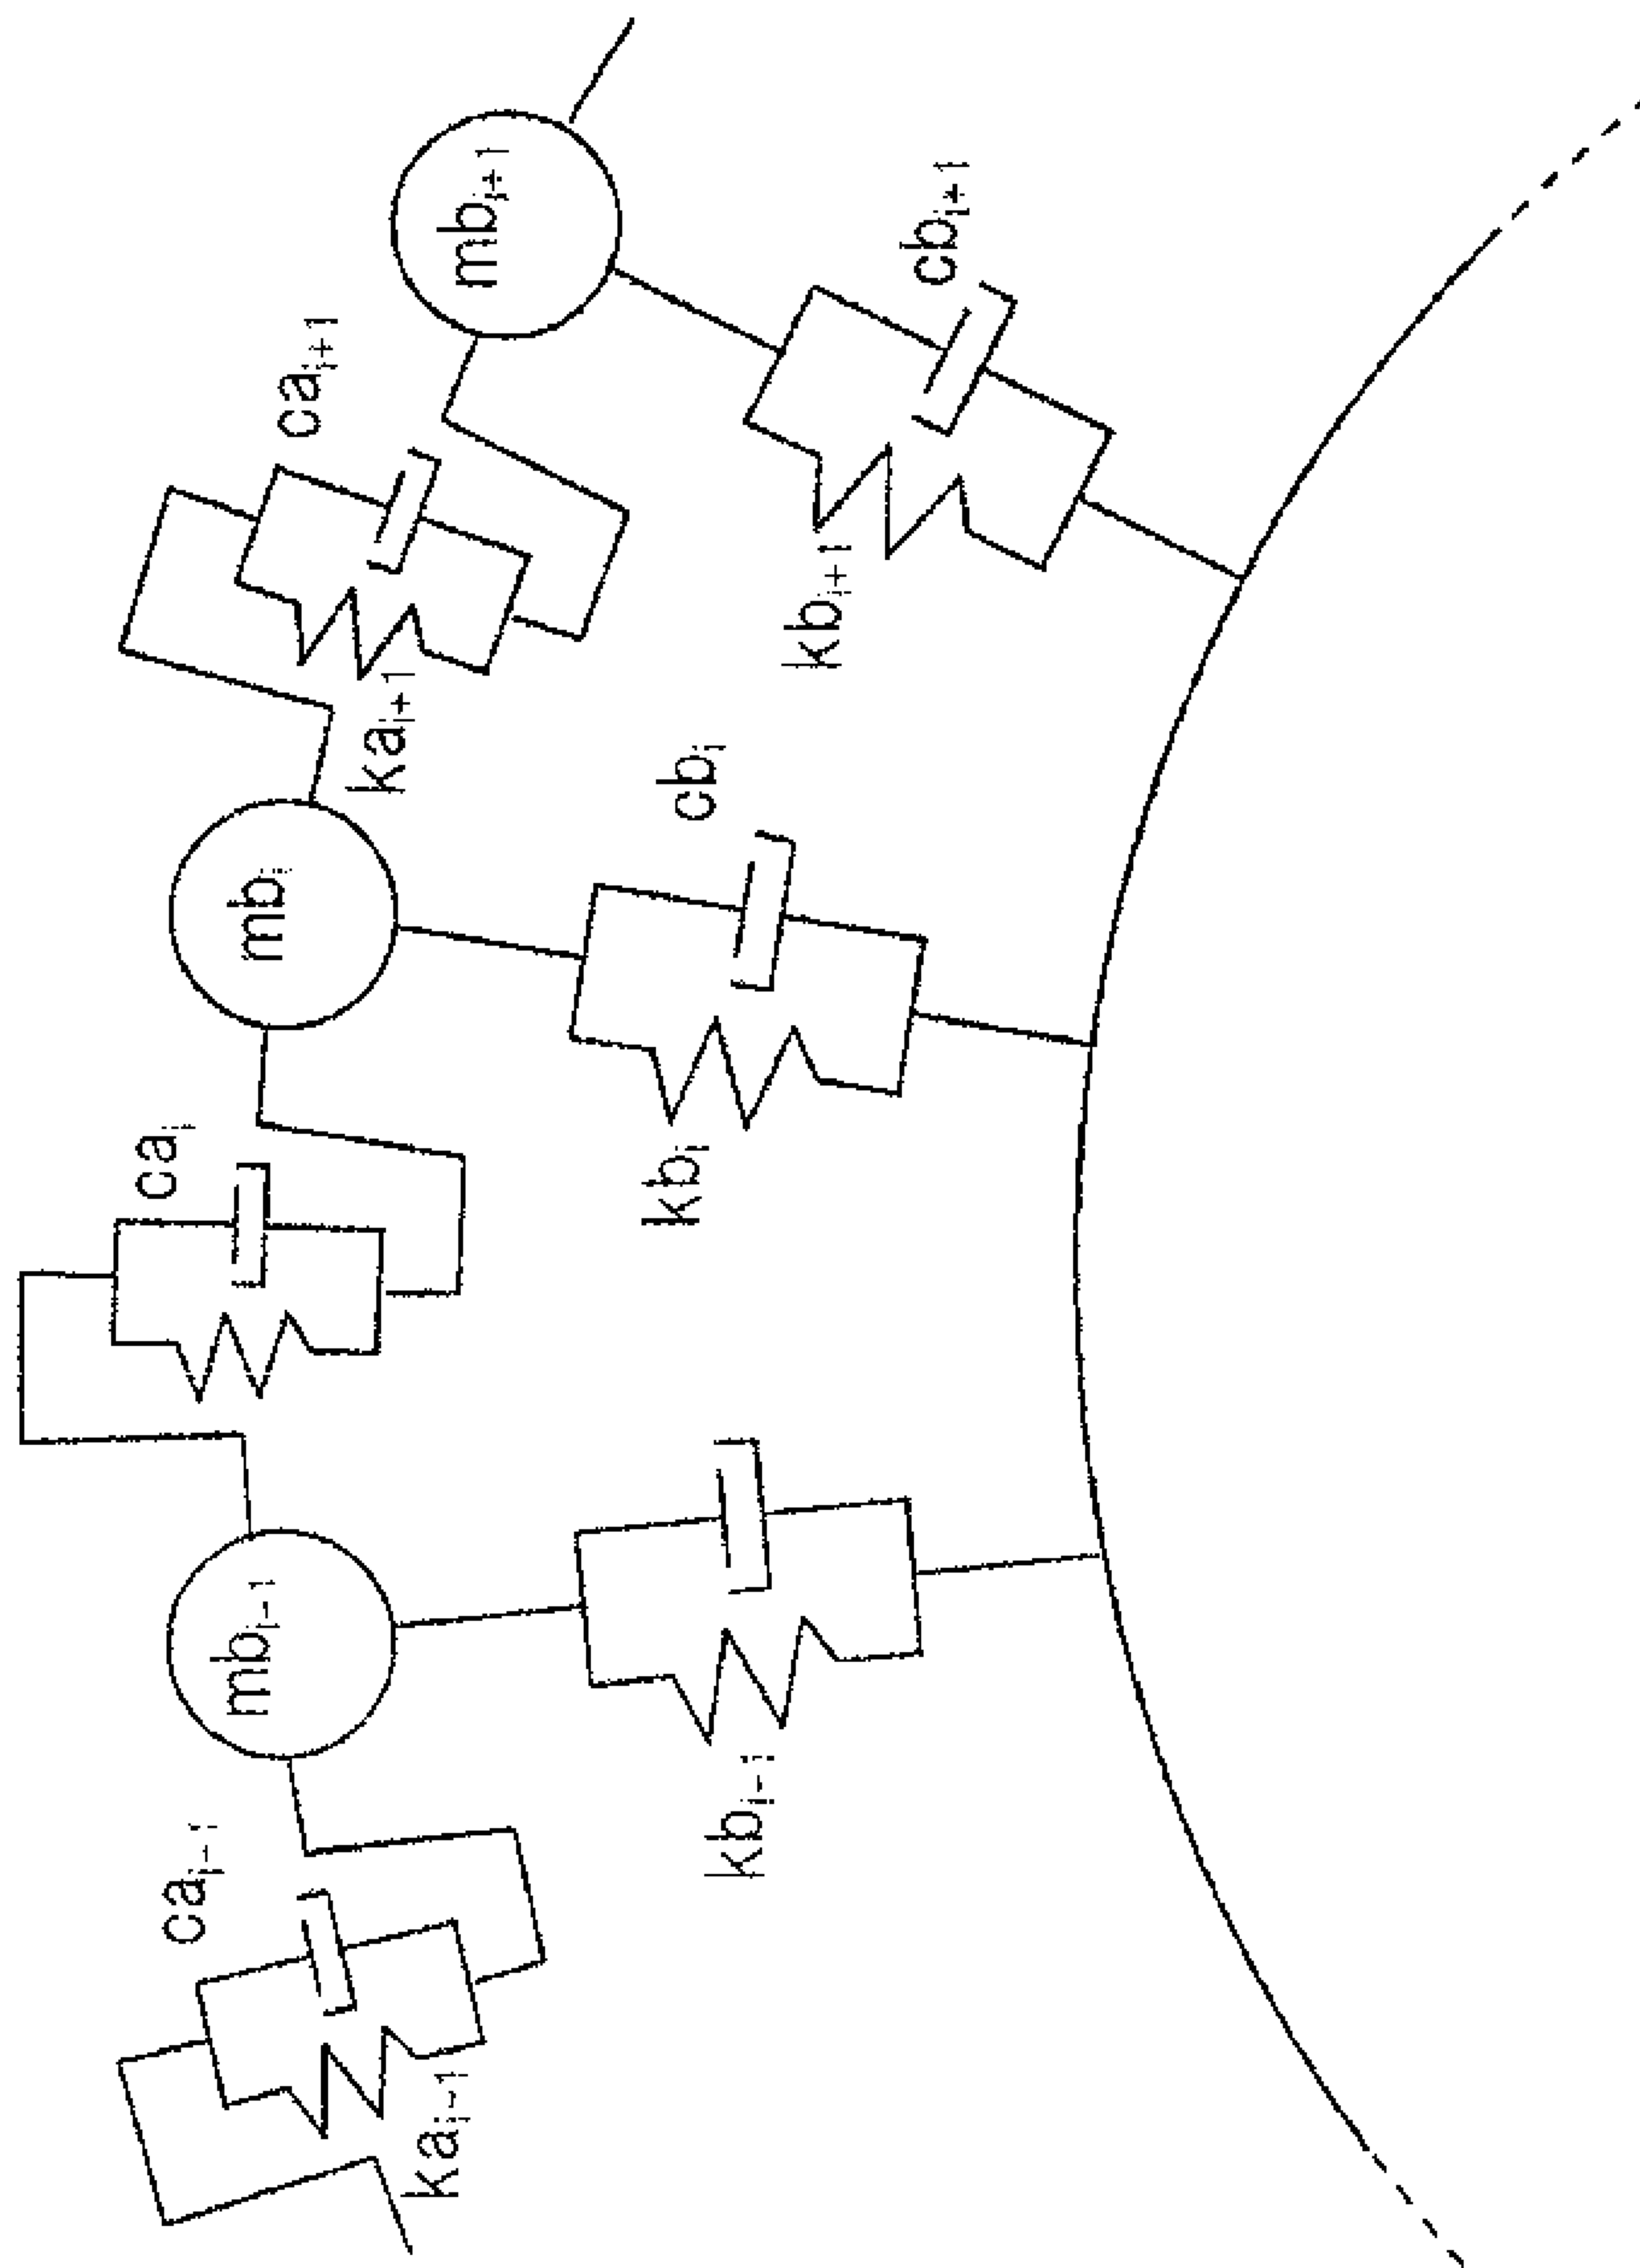 ca_{i-1}
ka_{i-1}
mb_{i-1}
kb_{i-1}
ca_i
mb_i
kb_i
cb_i
ca_{i+1}
ka_{i+1}
mb_{i+1}
kb_{i+1}
cb_{i+1}